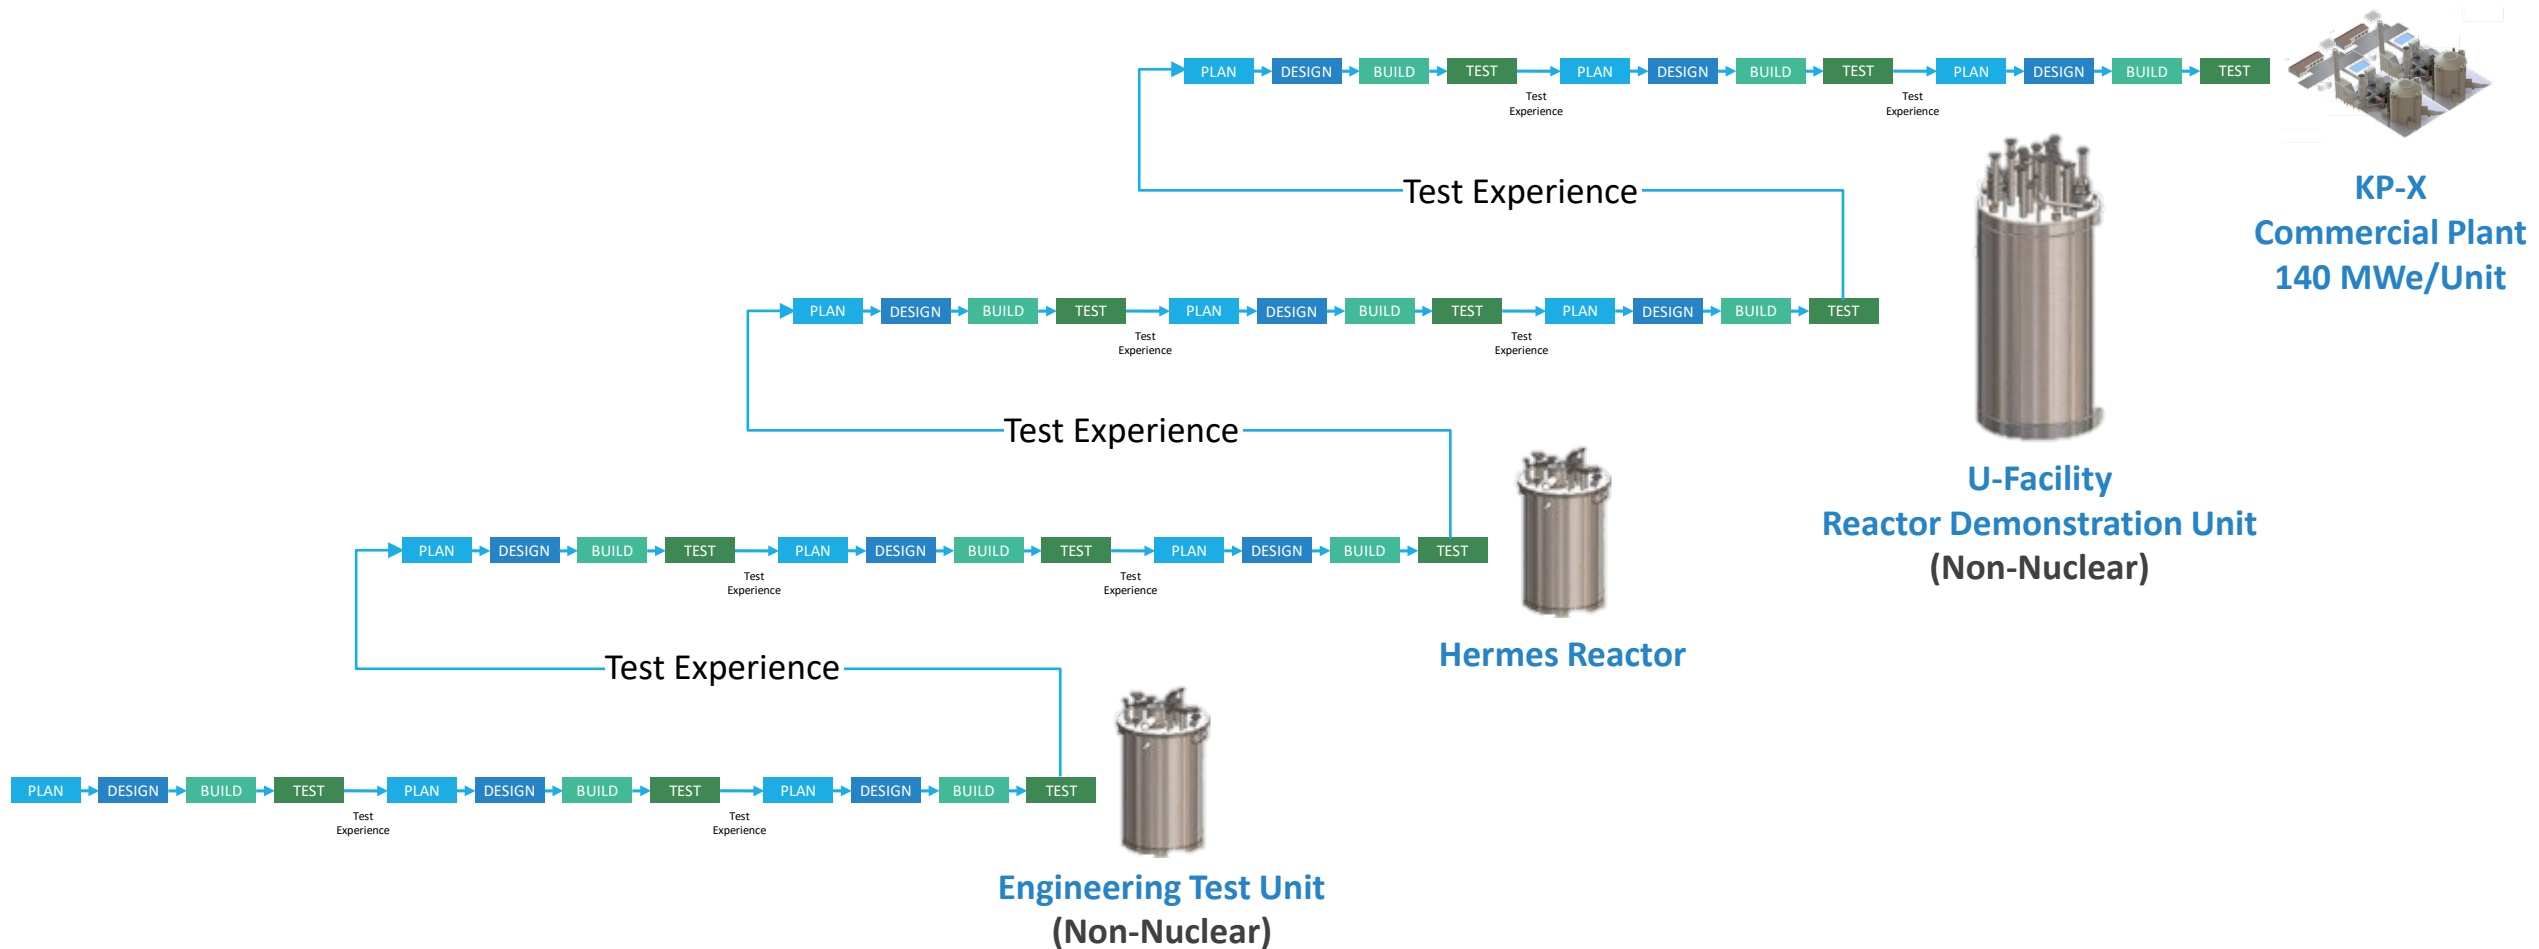 PLAN DESIGN BUILD TEST PLAN DESIGN BUILD TEST PLAN DESIGN BUILD TEST
Test
Experience
Test
Experience
KP-X
Commercial Plant
140 MWe/Unit
Test Experience
PLAN DESIGN BUILD TEST PLAN DESIGN BUILD TEST PLAN DESIGN BUILD TEST
Test
Experience
Test
Experience
U-Facility
Reactor Demonstration Unit
(Non-Nuclear)
Test Experience
PLAN DESIGN BUILD TEST PLAN DESIGN BUILD TEST PLAN DESIGN BUILD TEST
Test
Experience
Test
Experience
Hermes Reactor
Test Experience
PLAN DESIGN BUILD TEST PLAN DESIGN BUILD TEST PLAN DESIGN BUILD TEST
Test
Experience
Test
Experience
Engineering Test Unit
(Non-Nuclear)